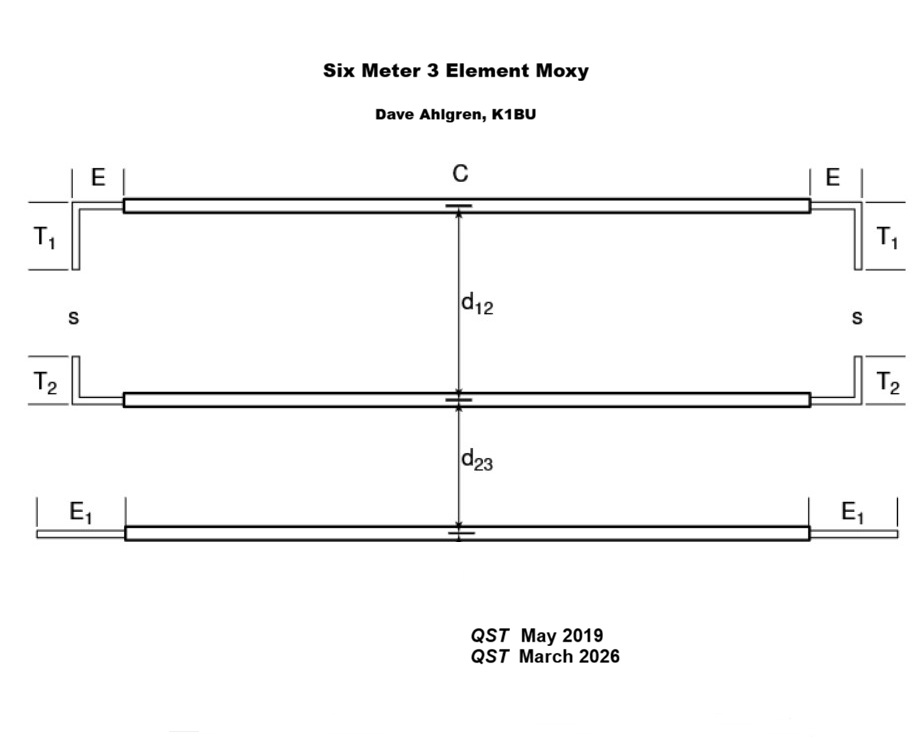 Six Meter 3 Element Moxy
Dave Ahlgren, K1BU
E C E
T₁ T₁
d₁₂
s s
T₂ T₂
d₂₃
E₁ E₁
QST May 2019
QST March 2026